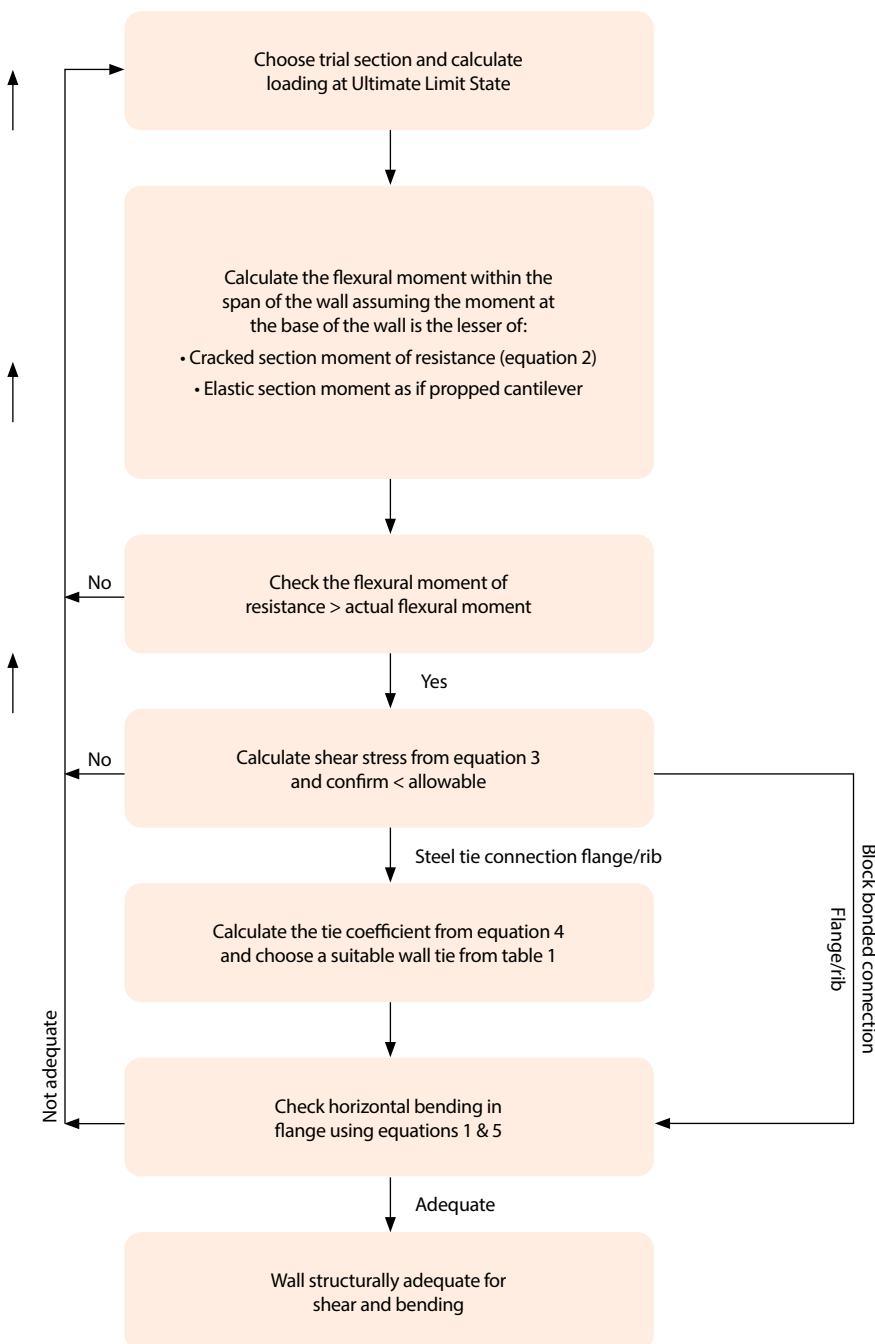 Choose trial section and calculate
loading at Ultimate Limit State
Calculate the flexural moment within the
span of the wall assuming the moment at
the base of the wall is the lesser of:
• Cracked section moment of resistance (equation 2)
• Elastic section moment as if propped cantilever
No
Check the flexural moment of
resistance > actual flexural moment
Yes
No
Calculate shear stress from equation 3
and confirm < allowable
Steel tie connection flange/rib
Block bonded connection
Flange/rib
Calculate the tie coefficient from equation 4
and choose a suitable wall tie from table 1
Not adequate
Check horizontal bending in
flange using equations 1 & 5
Adequate
Wall structurally adequate for
shear and bending